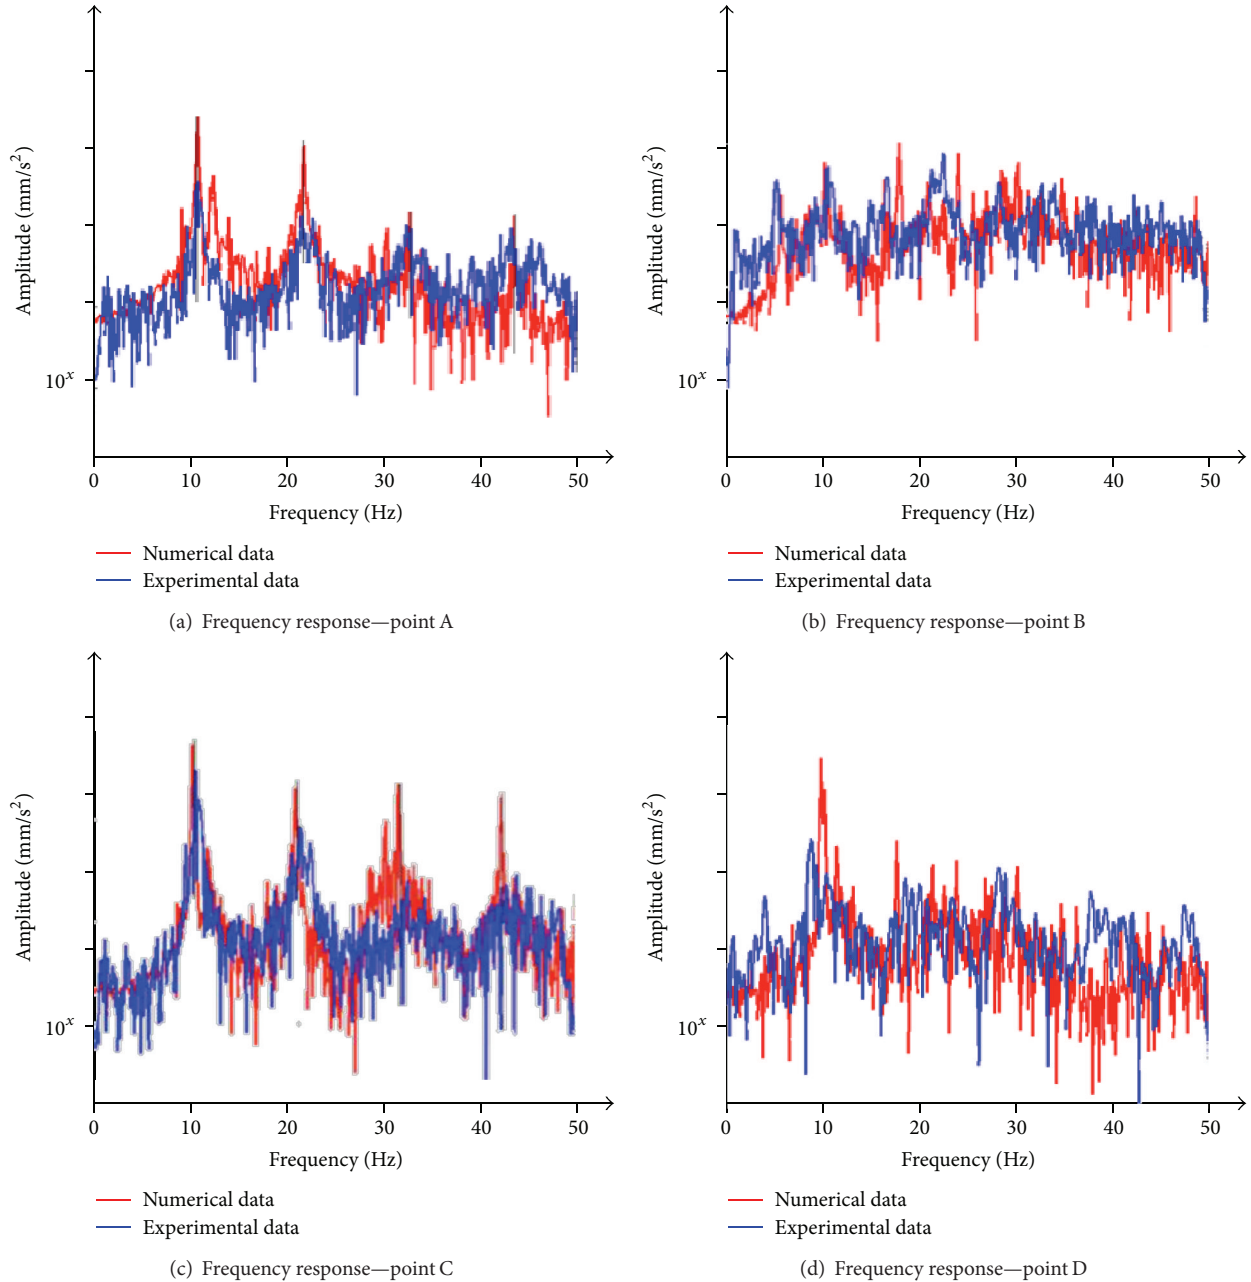 Amplitude (mm/s²)
10ˣ
0 10 20 30 40 50
Frequency (Hz)
Numerical data
Experimental data
(a) Frequency response—point A
Amplitude (mm/s²)
10ˣ
0 10 20 30 40 50
Frequency (Hz)
Numerical data
Experimental data
(b) Frequency response—point B
Amplitude (mm/s²)
10ˣ
0 10 20 30 40 50
Frequency (Hz)
Numerical data
Experimental data
(c) Frequency response—point C
Amplitude (mm/s²)
10ˣ
0 10 20 30 40 50
Frequency (Hz)
Numerical data
Experimental data
(d) Frequency response—point D